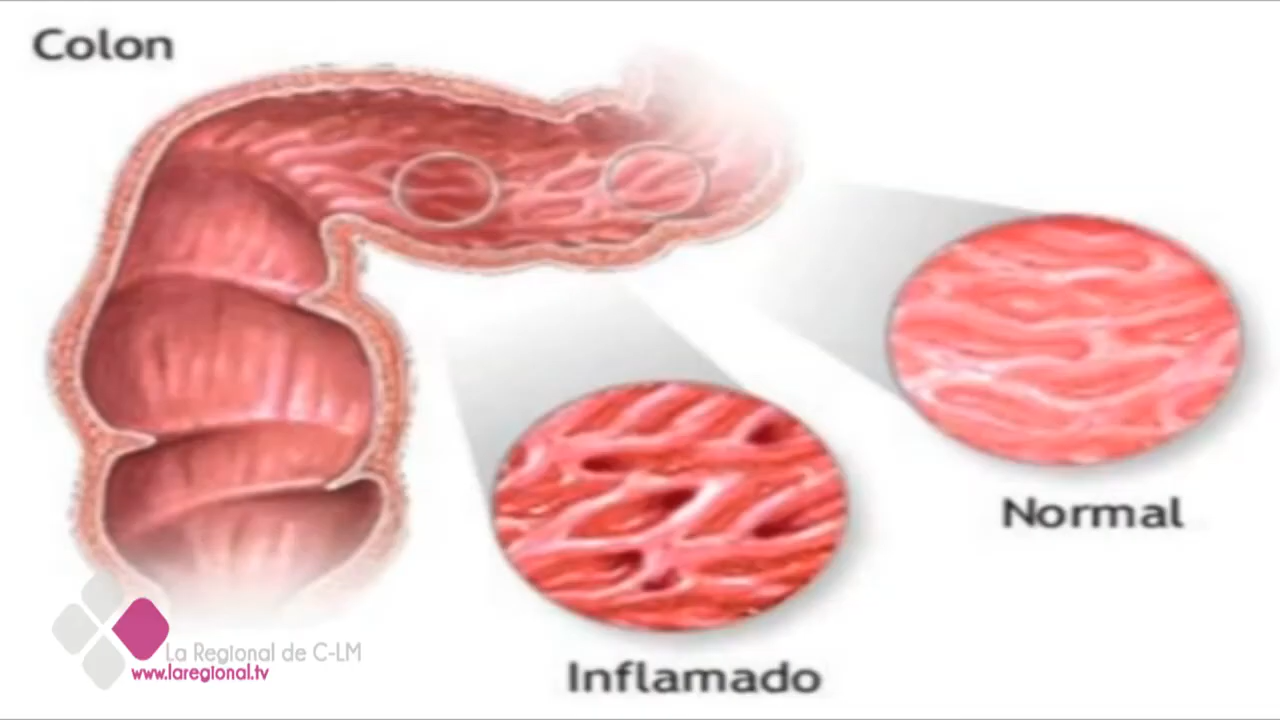 Colon
Normal
Inflamado
La Regional de C-LM
www.laregional.tv